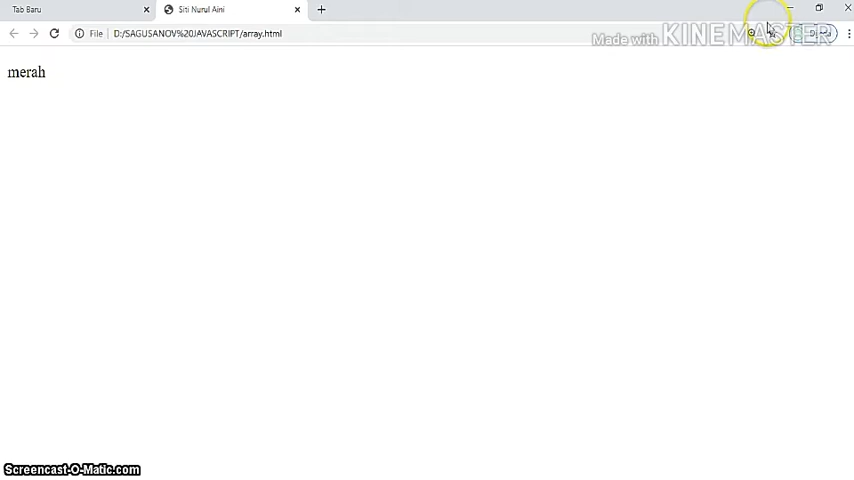 Tab Baru
Siti Nurul Aini
File
D:/SAGUSANOV%20JAVASCRIPT/array.html
Made with KINEMASTER
merah
Screencast-O-Matic.com